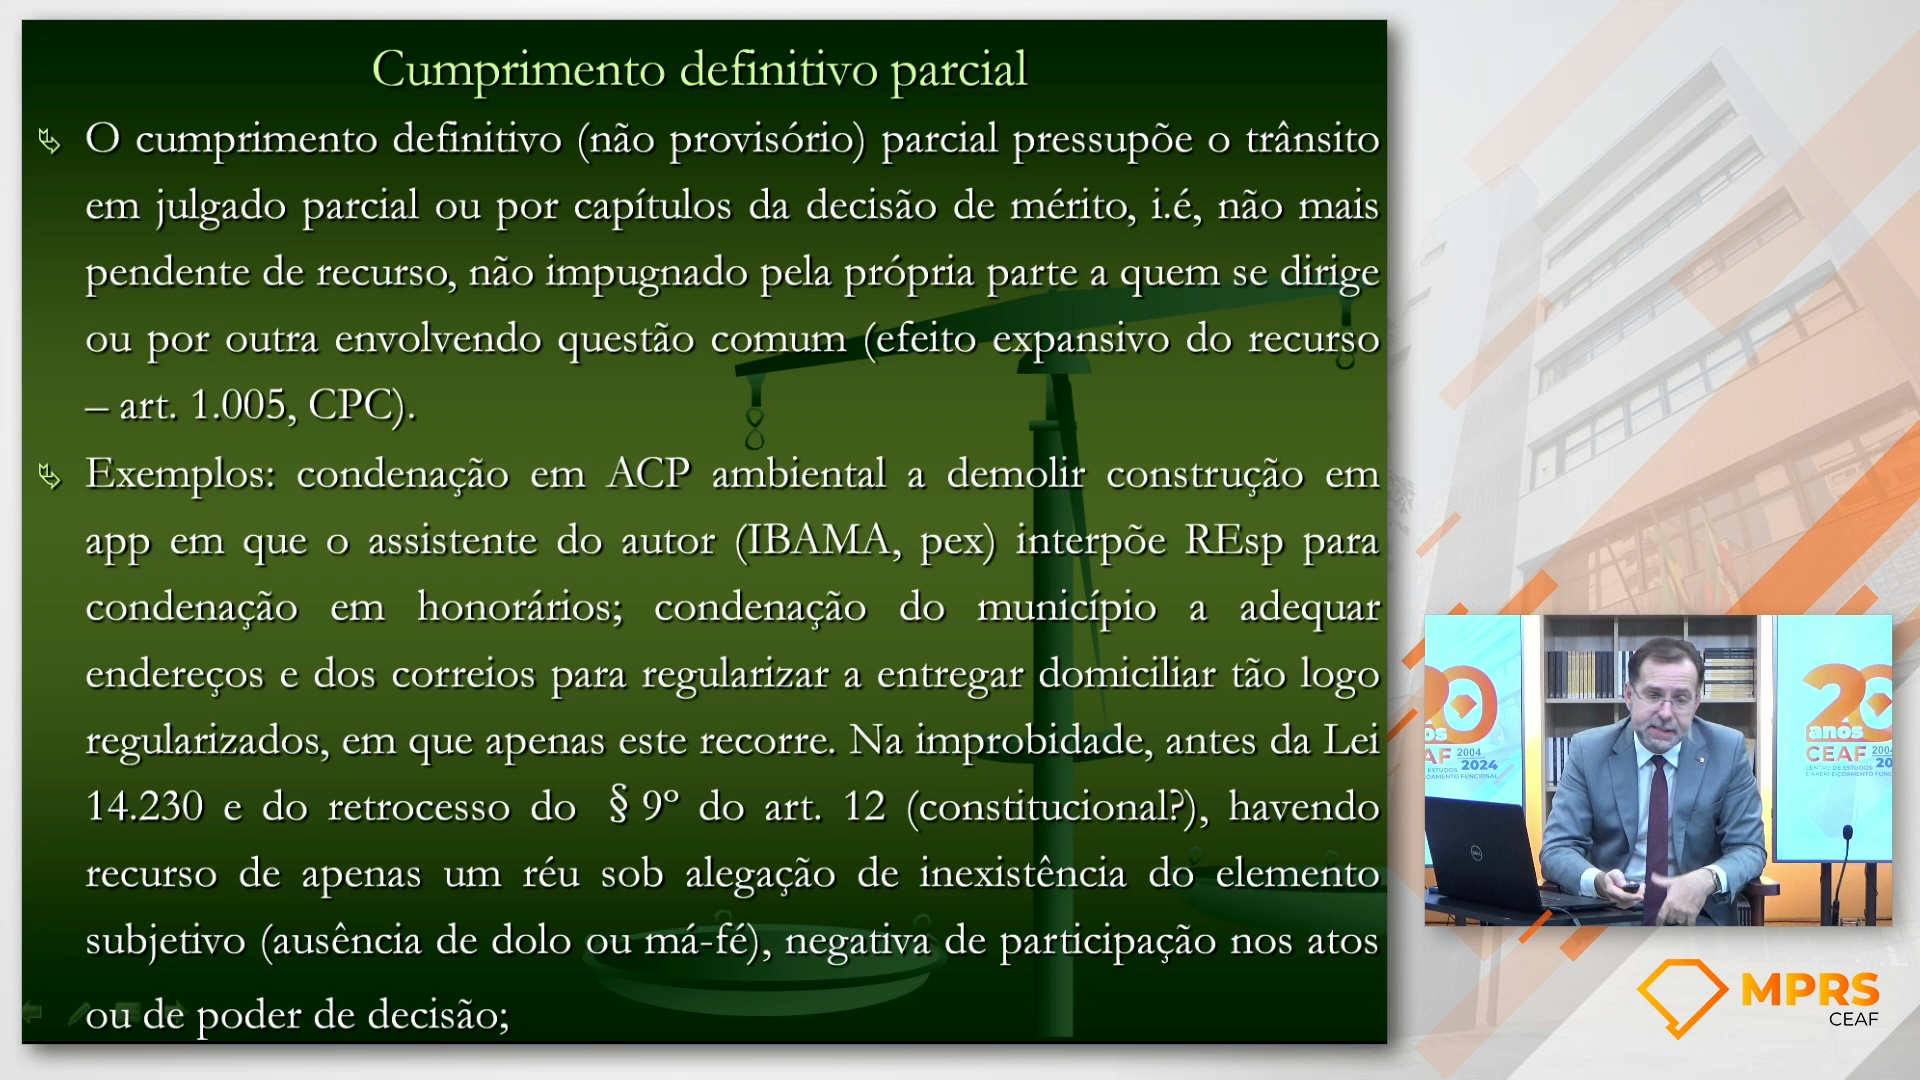 Cumprimento definitivo parcial
O cumprimento definitivo (não provisório) parcial pressupõe o trânsito
em julgado parcial ou por capítulos da decisão de mérito, i.é, não mais
pendente de recurso, não impugnado pela própria parte a quem se dirige
ou por outra envolvendo questão comum (efeito expansivo do recurso
– art. 1.005, CPC).
Exemplos: condenação em ACP ambiental a demolir construção em
app em que o assistente do autor (IBAMA, pex) interpõe REsp para
condenação em honorários; condenação do município a adequar
endereços e dos correios para regularizar a entregar domiciliar tão logo
regularizados, em que apenas este recorre. Na improbidade, antes da Lei
14.230 e do retrocesso do § 9º do art. 12 (constitucional?), havendo
recurso de apenas um réu sob alegação de inexistência do elemento
subjetivo (ausência de dolo ou má-fé), negativa de participação nos atos
ou de poder de decisão;
20
anos
CEAF
2004
2024
DELL
MPRS
CEAF